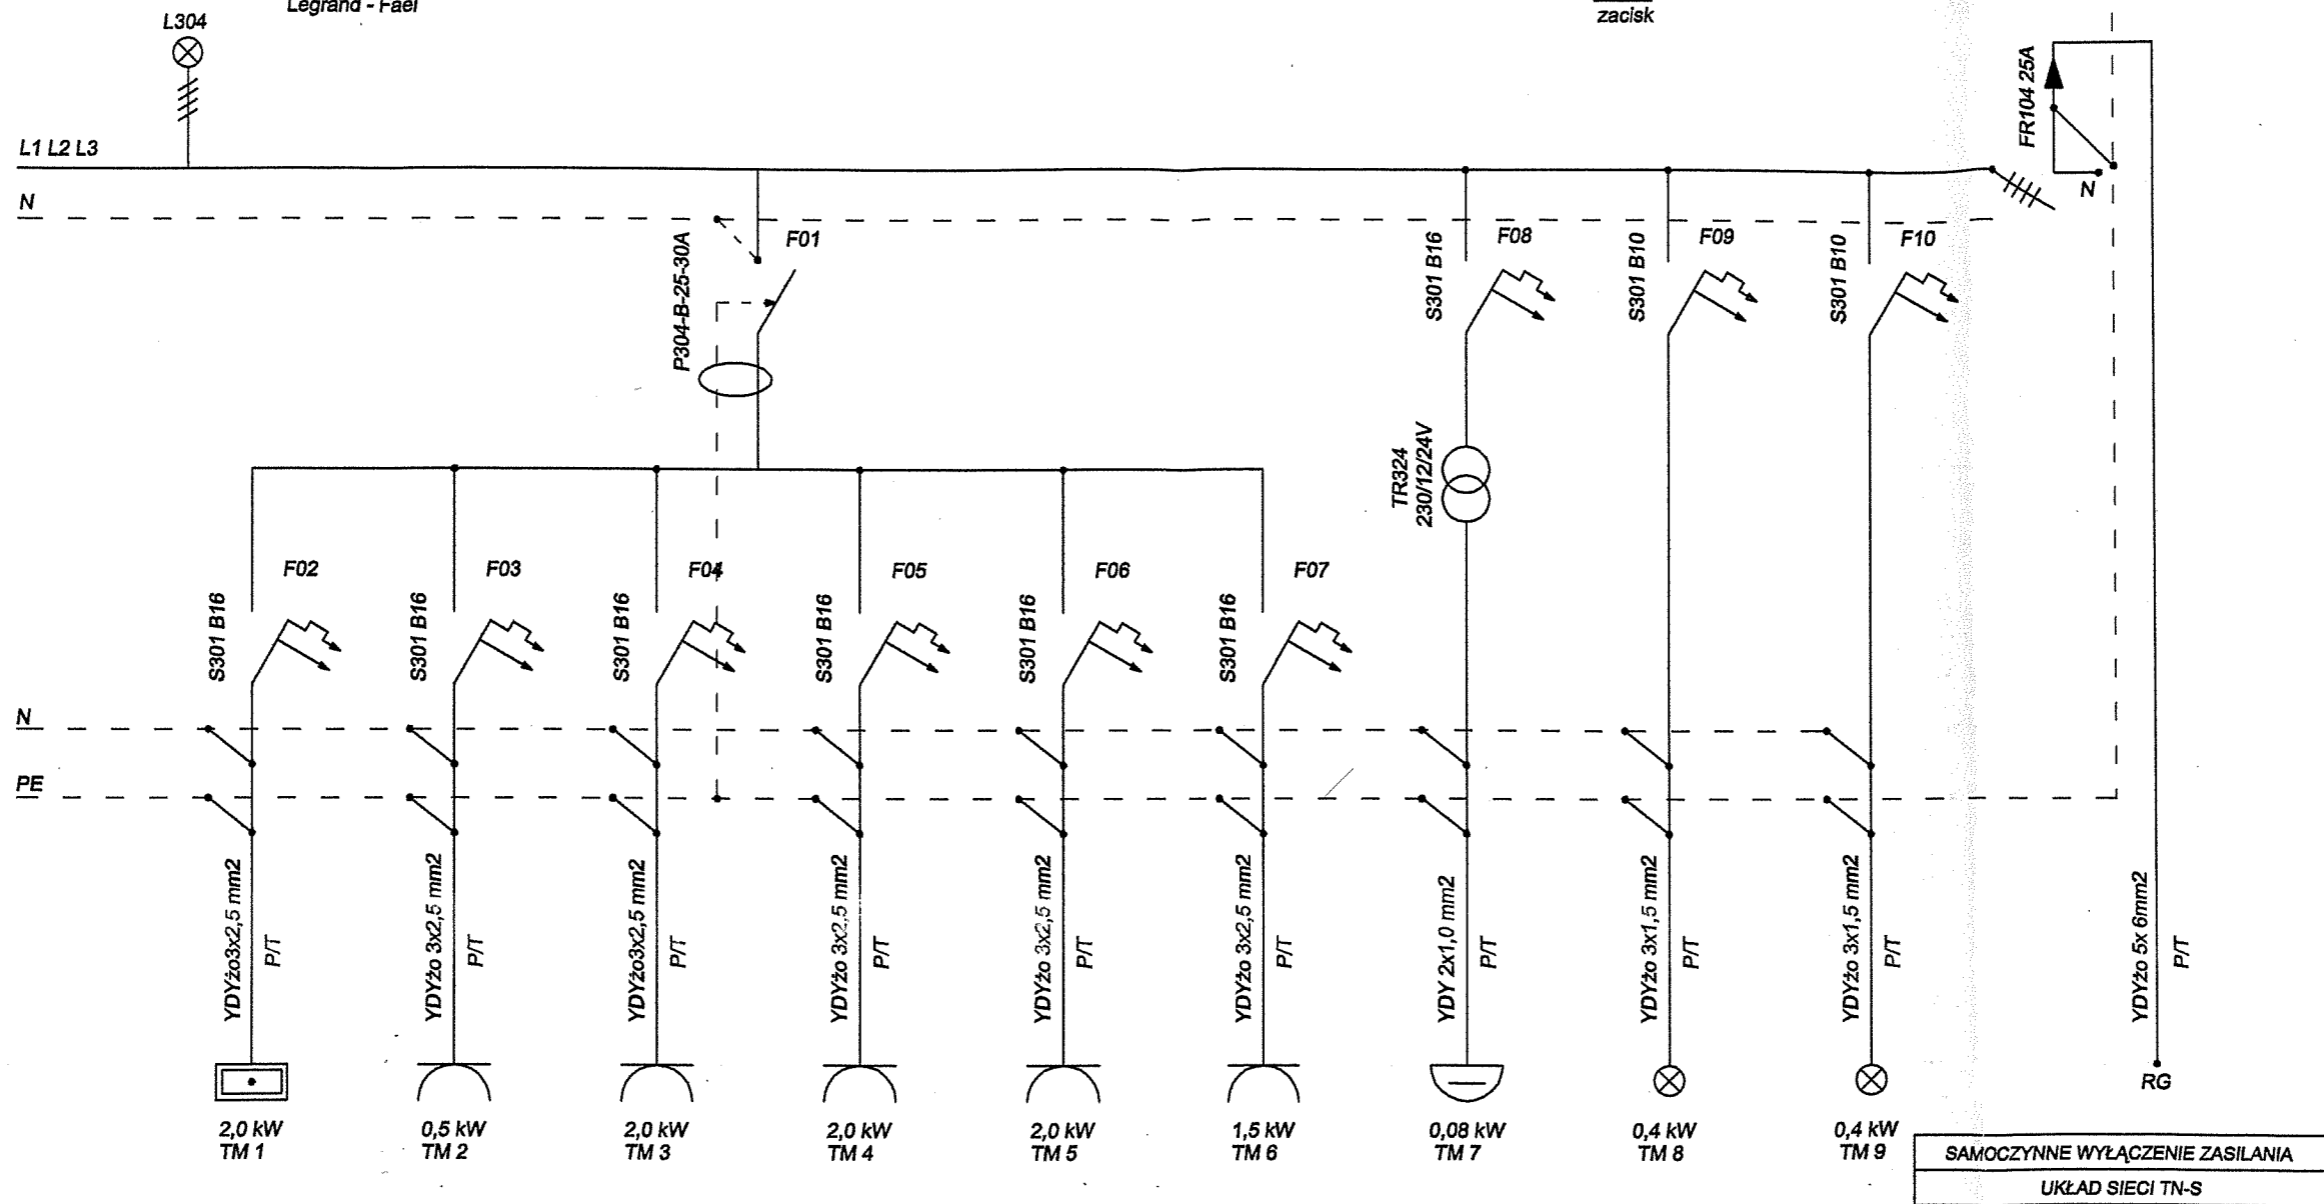 Legrand - Fael
zacisk
L304
FR104 25A
L1 L2 L3
N
N
P304-B-25-30A
F01
S301 B16
F08
S301 B10
F09
S301 B10
F10
TR324
230/12/24V
S301 B16
F02
S301 B16
F03
S301 B16
F04
S301 B16
F05
S301 B16
F06
S301 B16
F07
N
PE
YDYżo3x2,5 mm2
P/T
YDYżo 3x2,5 mm2
P/T
YDYżo3x2,5 mm2
P/T
YDYżo 3x2,5 mm2
P/T
YDYżo 3x2,5 mm2
P/T
YDYżo 3x2,5 mm2
P/T
YDY 2x1,0 mm2
P/T
YDYżo 3x1,5 mm2
P/T
YDYżo 3x1,5 mm2
P/T
YDYżo 5x 6mm2
P/T
RG
2,0 kW
TM 1
0,5 kW
TM 2
2,0 kW
TM 3
2,0 kW
TM 4
2,0 kW
TM 5
1,5 kW
TM 6
0,08 kW
TM 7
0,4 kW
TM 8
0,4 kW
TM 9
SAMOCZYNNE WYŁĄCZENIE ZASILANIA
UKŁAD SIECI TN-S